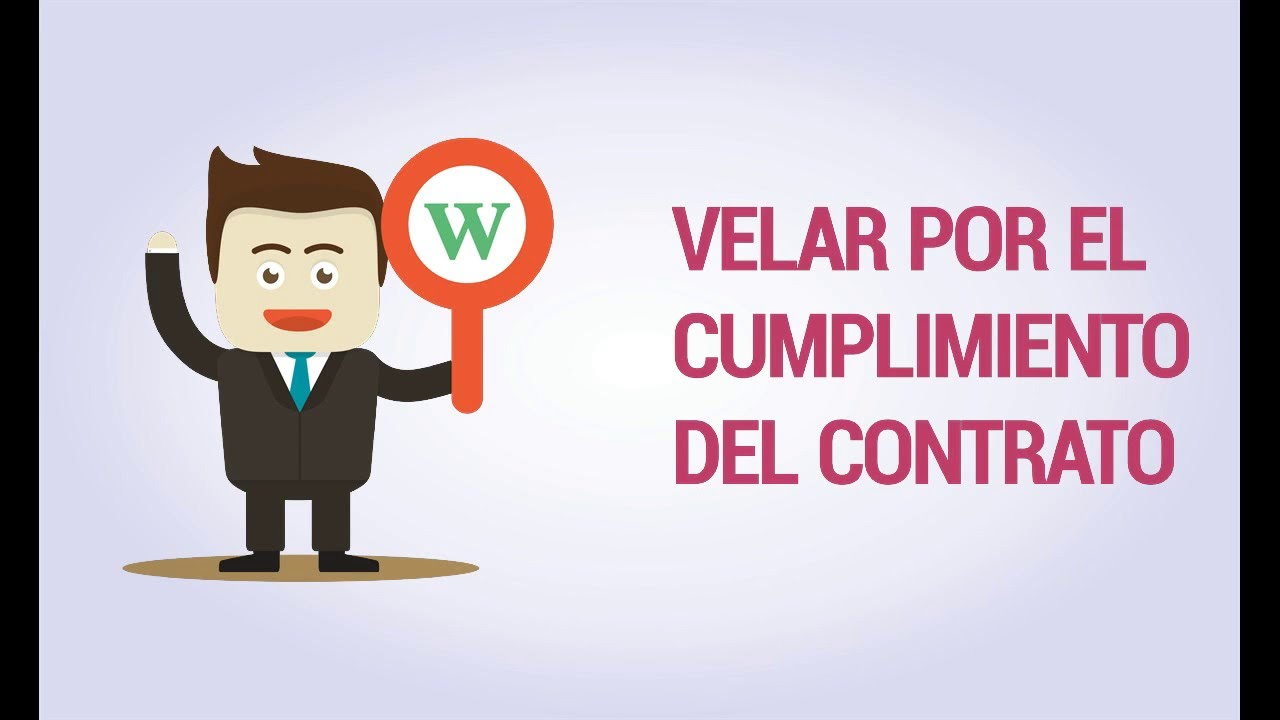 W
VELAR POR EL
CUMPLIMIENTO
DEL CONTRATO